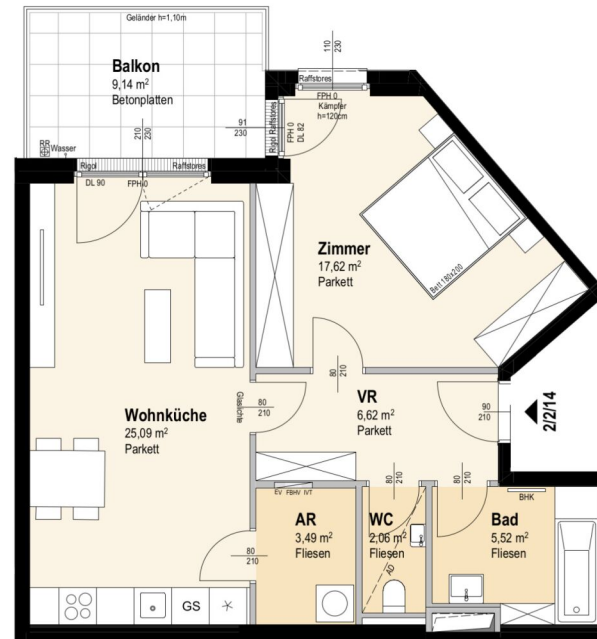 Geländer h=1,10m
Balkon
9,14 m²
Betonplatten
Wasser
Rigol
Raffstores
DL 90
FPH 0
210
230
91
230
Rigol Raffstores
FPH 0
DL 82
110
230
Raffstores
FPH 0
Kämpfer
h=120cm
Zimmer
17,62 m²
Parkett
Bett 180x200
Wohnküche
25,09 m²
Parkett
Glaslichte
80
210
80
210
VR
6,62 m²
Parkett
90
210
2/2/14
80
210
80
210
EV FBHV IVT
AR
3,49 m²
Fliesen
80
210
WC
2,06 m²
Fliesen
AD
BHK
Bad
5,52 m²
Fliesen
GS